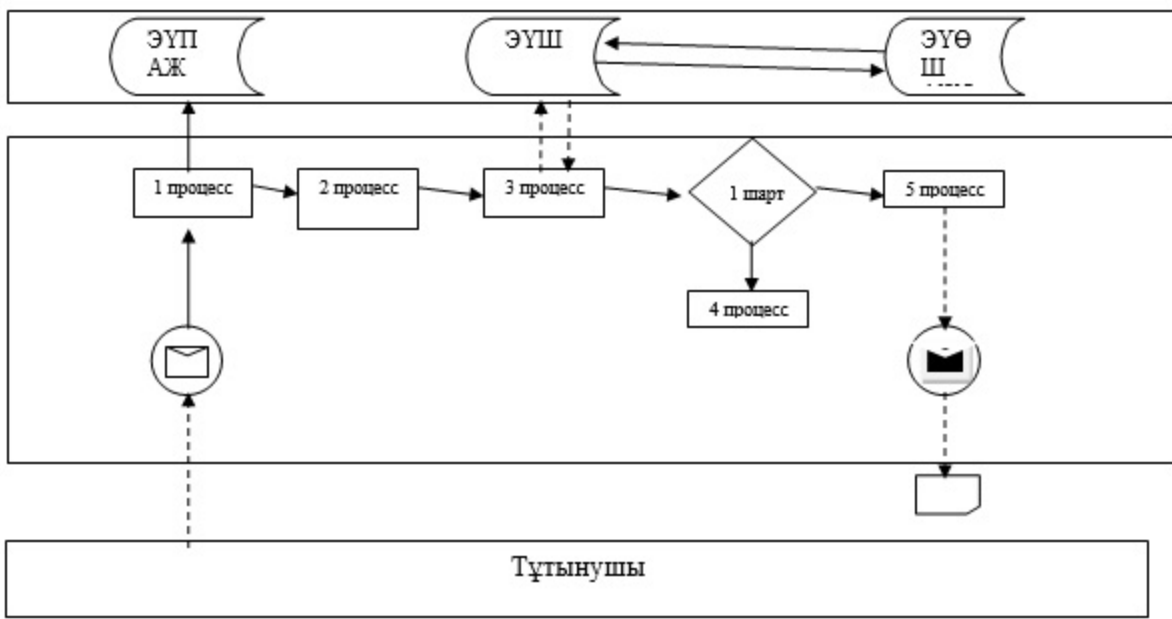 ЭҮП
АЖ
ЭҮШ
ЭҮӨ
Ш
1 процесс
2 процесс
3 процесс
1 шарт
5 процесс
4 процесс
Тұтынушы